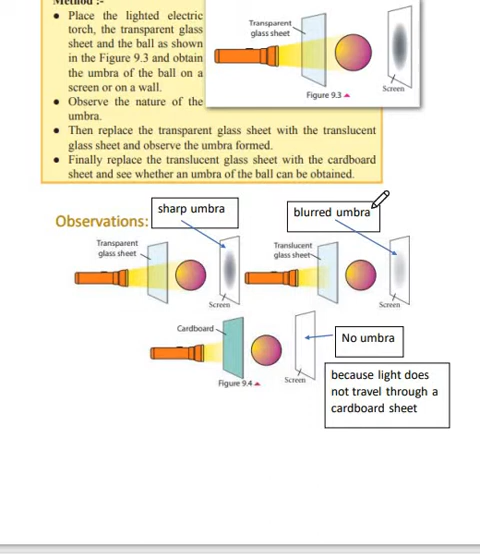 Method :-
• Place the lighted electric
torch, the transparent glass
sheet and the ball as shown
in the Figure 9.3 and obtain
the umbra of the ball on a
screen or on a wall.
• Observe the nature of the
umbra.
• Then replace the transparent glass sheet with the translucent
glass sheet and observe the umbra formed.
• Finally replace the translucent glass sheet with the cardboard
sheet and see whether an umbra of the ball can be obtained.
Transparent
glass sheet
Screen
Figure 9.3
Observations:
sharp umbra
blurred umbra
Transparent
glass sheet
Screen
Translucent
glass sheet
Screen
Cardboard
Screen
Figure 9.4
No umbra
because light does
not travel through a
cardboard sheet